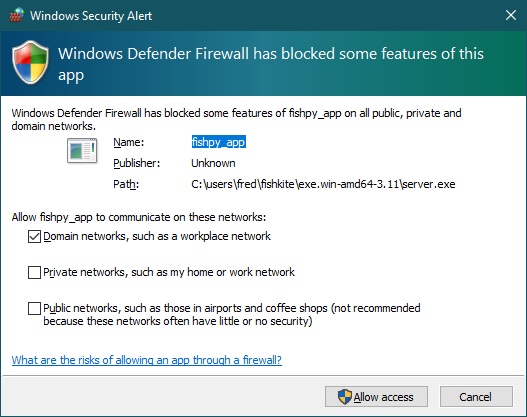 Windows Security Alert
Windows Defender Firewall has blocked some features of this
app
Windows Defender Firewall has blocked some features of fishpy_app on all public, private and
domain networks.
Name: fishpy_app
Publisher: Unknown
Path: C:\users\fred\fishkite\exe.win-amd64-3.11\server.exe
Allow fishpy_app to communicate on these networks:
Domain networks, such as a workplace network
Private networks, such as my home or work network
Public networks, such as those in airports and coffee shops (not recommended
because these networks often have little or no security)
What are the risks of allowing an app through a firewall?
Allow access
Cancel